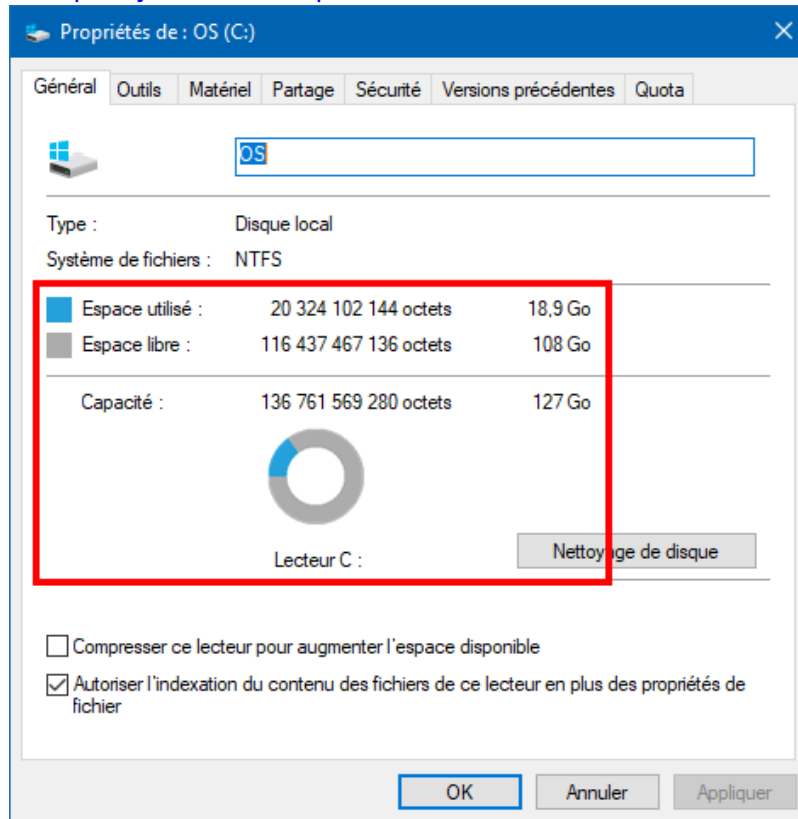 Propriétés de : OS (C:)
Général Outils Matériel Partage Sécurité Versions précédentes Quota
OS
Type : Disque local
Système de fichiers : NTFS
Espace utilisé : 20 324 102 144 octets 18,9 Go
Espace libre : 116 437 467 136 octets 108 Go
Capacité : 136 761 569 280 octets 127 Go
Lecteur C : Nettoyage de disque
Compresser ce lecteur pour augmenter l'espace disponible
Autoriser l'indexation du contenu des fichiers de ce lecteur en plus des propriétés de
fichier
OK Annuler Appliquer